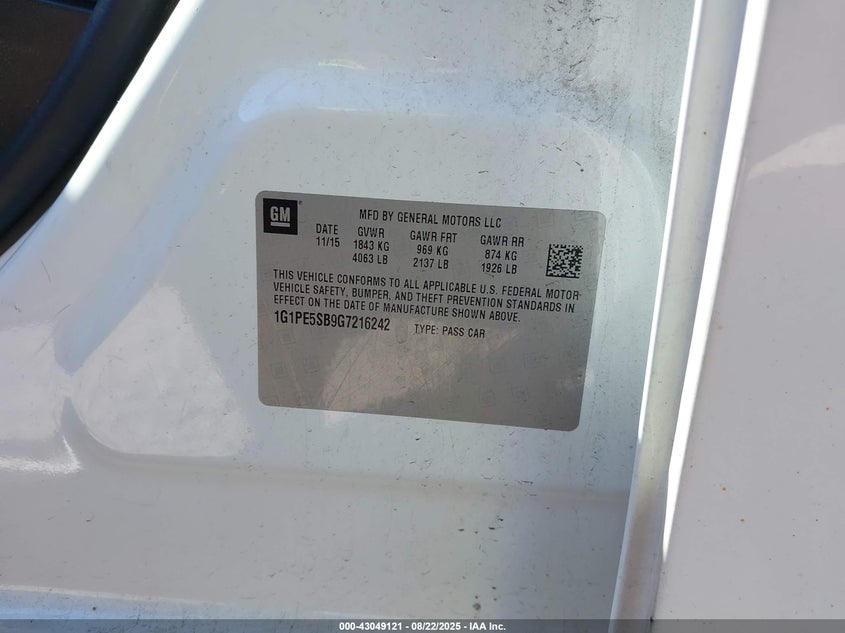 GM
MFD BY GENERAL MOTORS LLC
DATE GVWR GAWR FRT GAWR RR
11/15 1843 KG 969 KG 874 KG
4063 LB 2137 LB 1926 LB
THIS VEHICLE CONFORMS TO ALL APPLICABLE U.S. FEDERAL MOTOR
VEHICLE SAFETY, BUMPER, AND THEFT PREVENTION STANDARDS IN
EFFECT ON THE DATE OF MANUFACTURE SHOWN ABOVE.
1G1PE5SB9G7216242 TYPE: PASS CAR
000-43049121 - 08/22/2025 - IAA Inc.